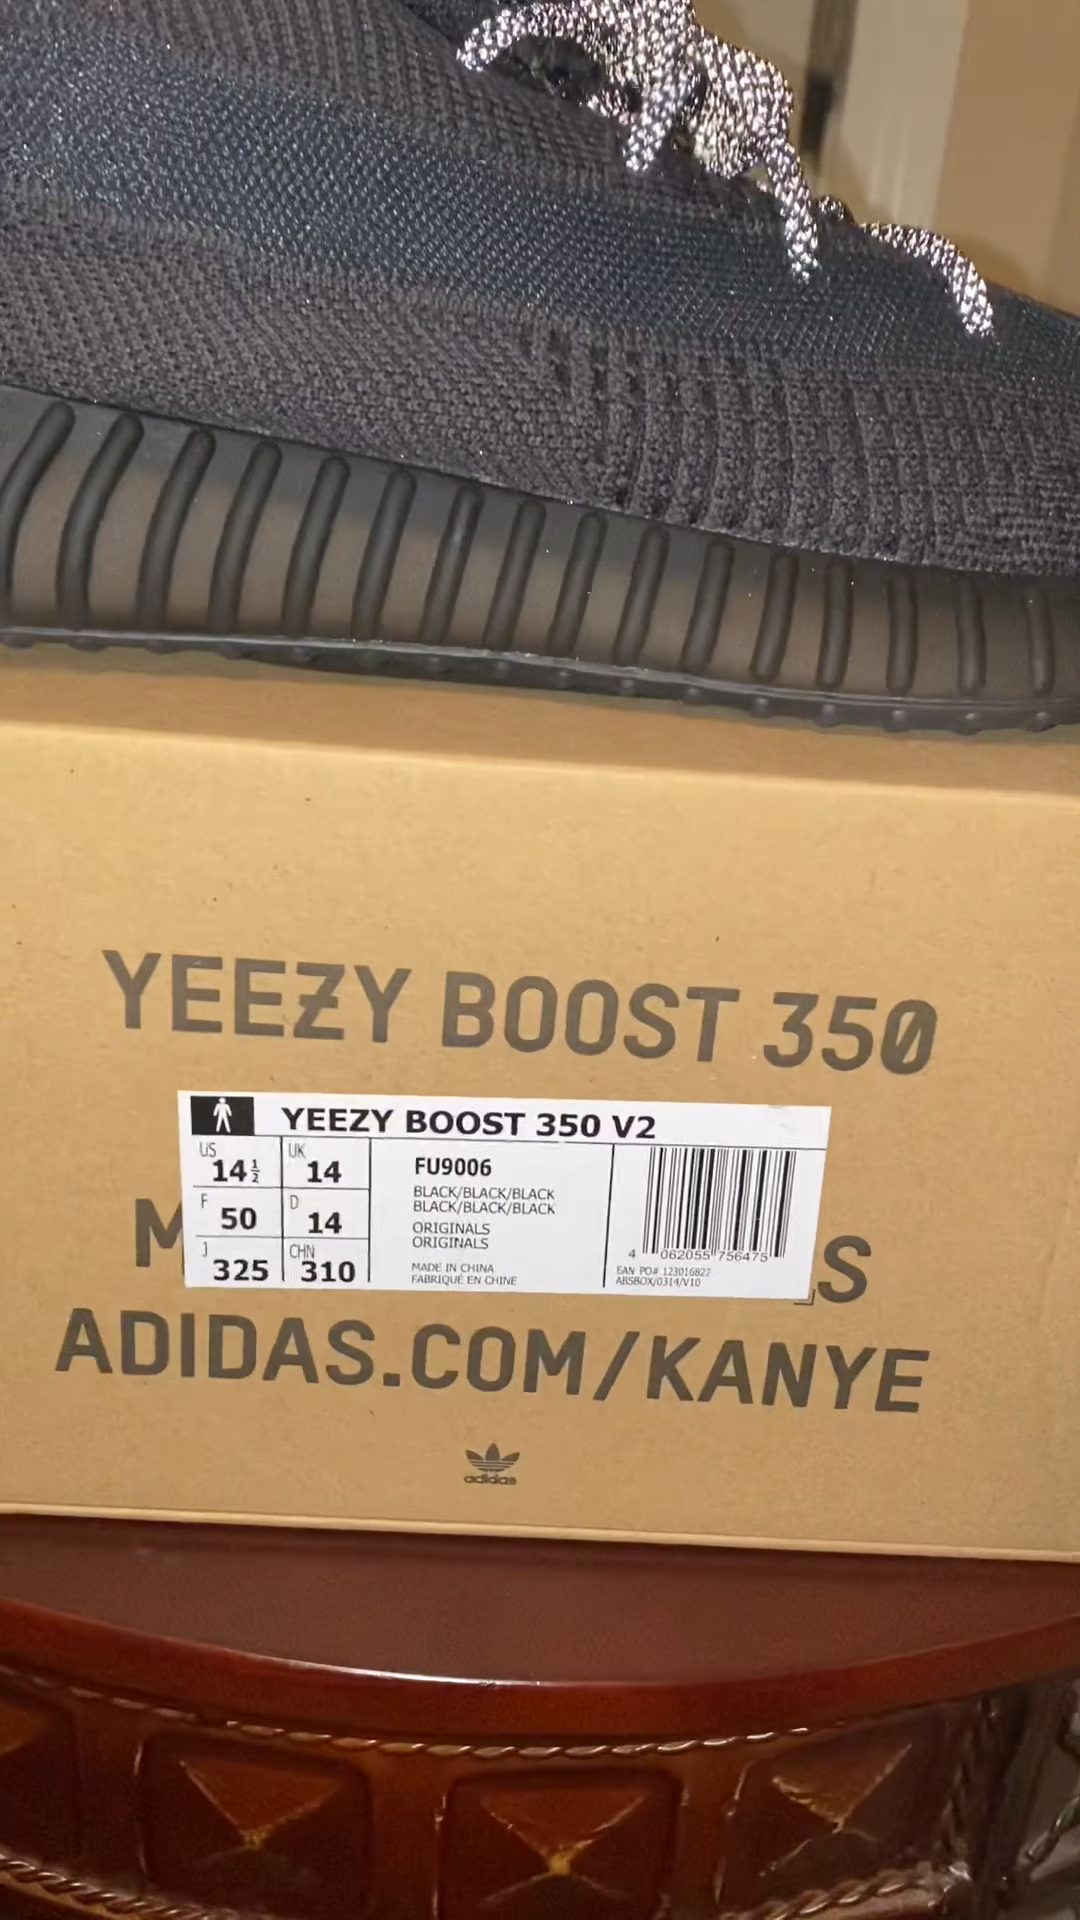 YEEZY BOOST 350
YEEZY BOOST 350 V2
US 14½ UK 14
F 50 D 14
J 325 CHN 310
FU9006
BLACK/BLACK/BLACK
BLACK/BLACK/BLACK
ORIGINALS
ORIGINALS
MADE IN CHINA
FABRIQUÉ EN CHINE
4 062055 756475
EAN PO# 123016827
ABSBOX/0314/V10
M S
ADIDAS.COM/KANYE
adidas